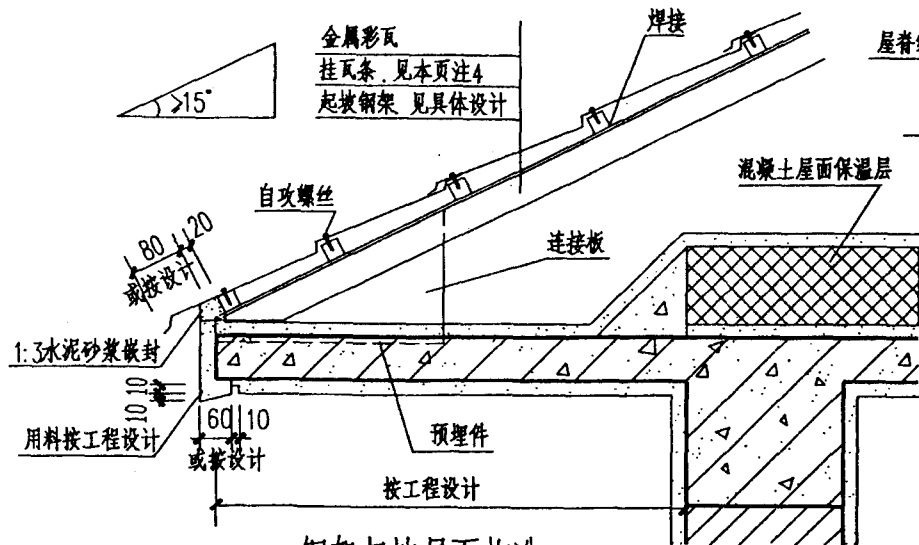 金属彩瓦
挂瓦条.见本页注4
起坡钢架 见具体设计
焊接
≥15°
混凝土屋面保温层
自攻螺丝
连接板
80 20
或按设计
1:3水泥砂浆嵌封
10 10
用料按工程设计
60 10
或按设计
预埋件
按工程设计